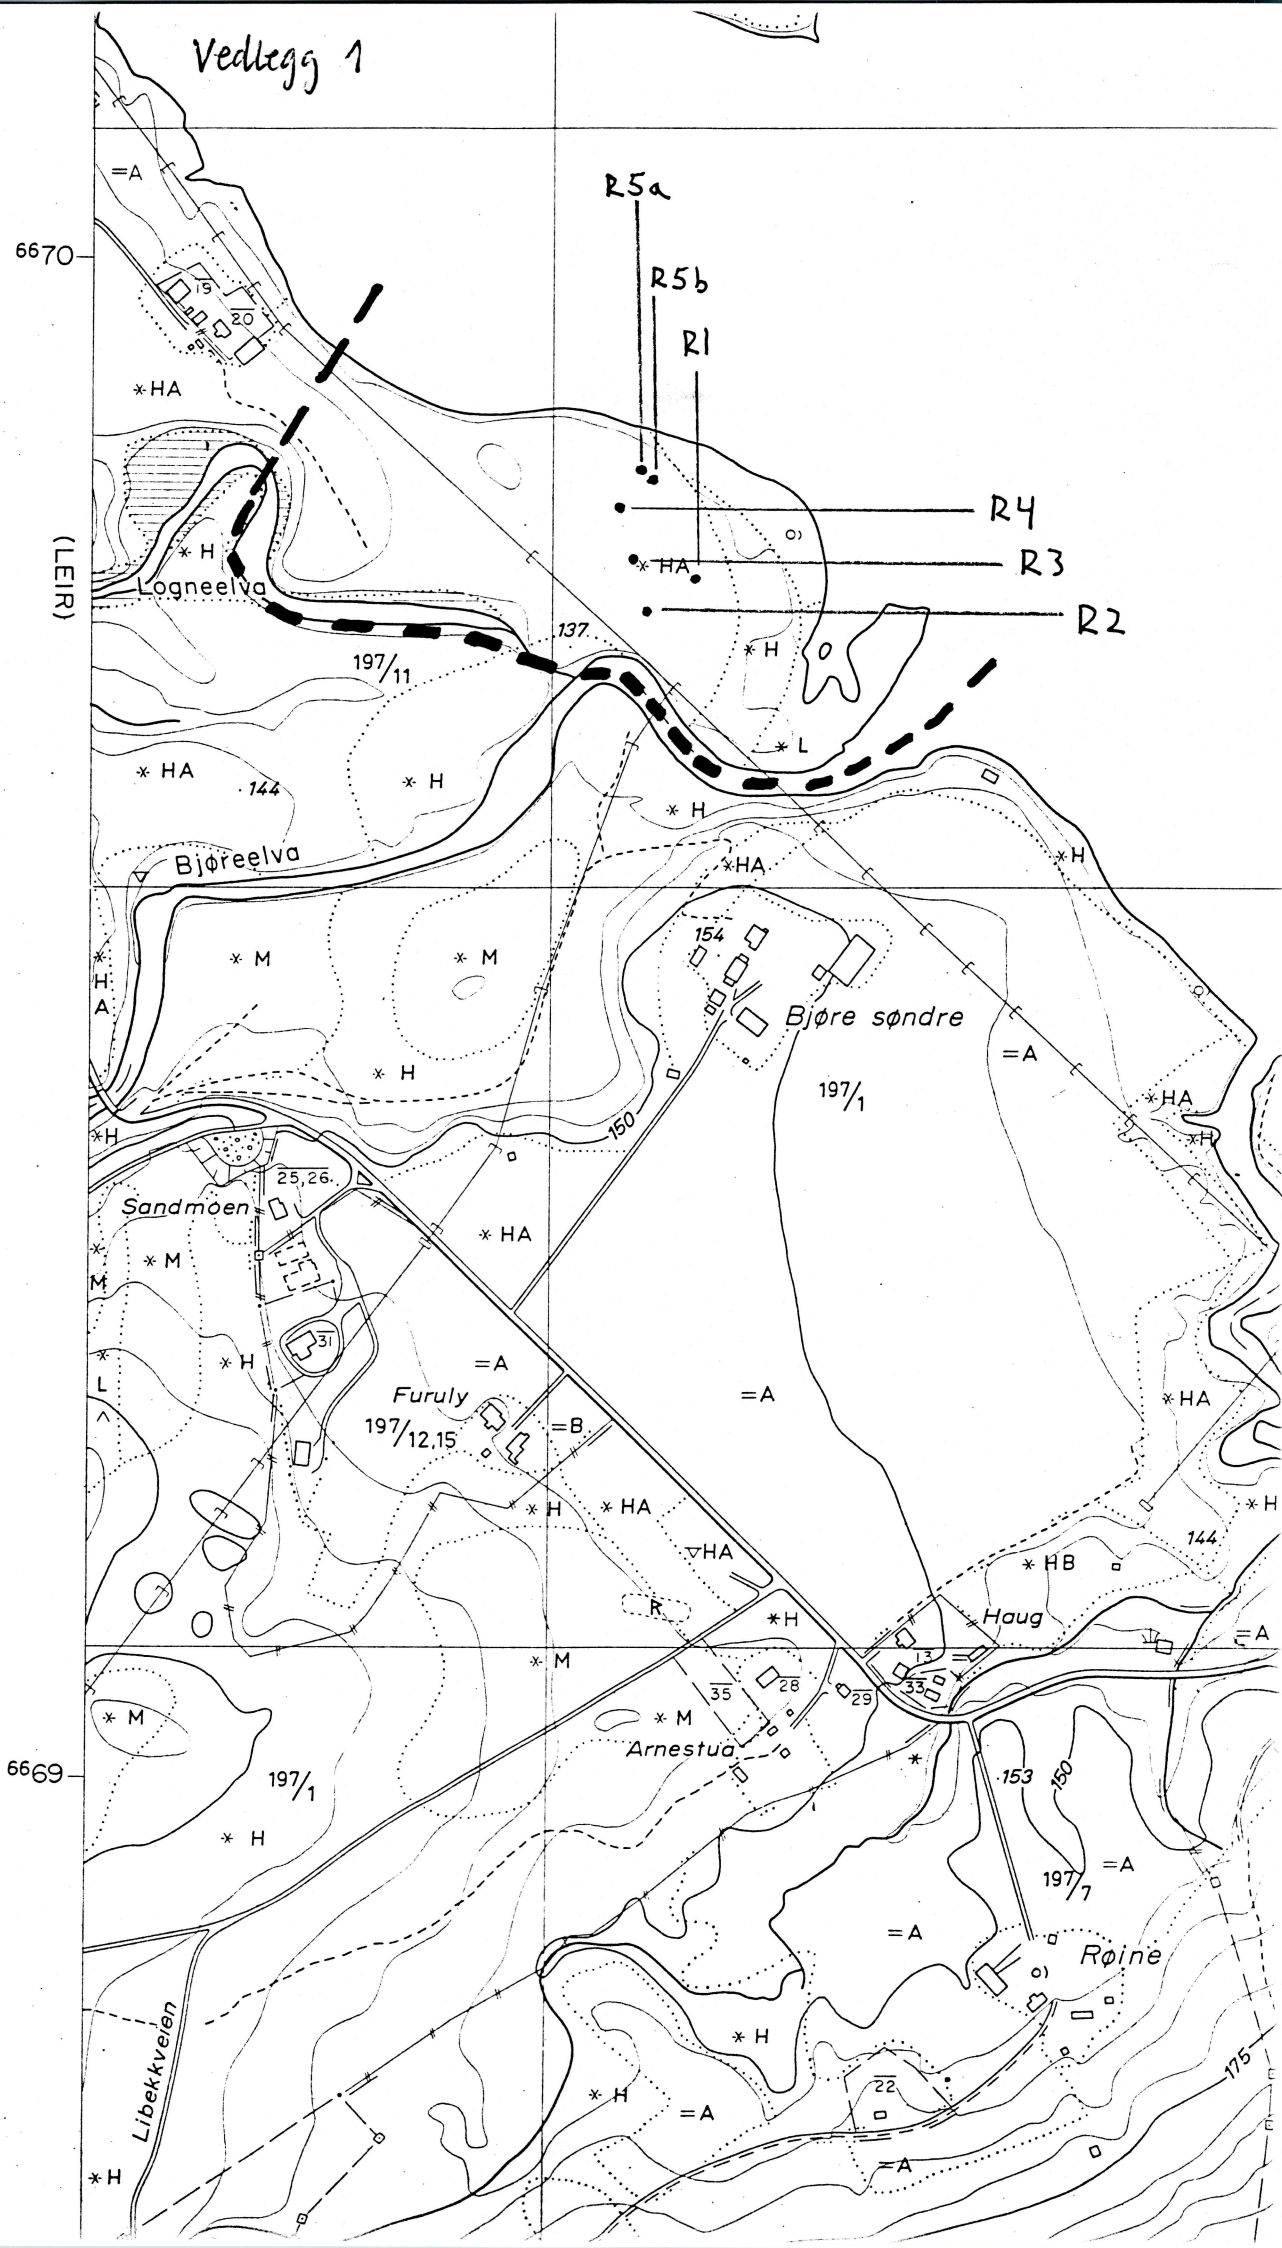 Vedlegg 1
=A
R5a
6670
R5b
19
20
R1
*HA
R4
(LEIR)
* H
*HA
R3
Logneelva
R2
137
197/11
* H
O
* L
* HA
144
* H
* H
Bjøreelva
*HA
*H
154
* M
* M
* H A
Bjøre søndre
=A
* H
197/1
*HA
150
*H
*H
25,26
Sandmoen
* HA
* M
* M
31
* H
=A
* L
Furuly
=A
*HA
197/12,15
=B
* H
* HA
* H
144
▽HA
* HB
R
*H
Haug
=A
* M
13
35
28
29
33
* M
* M
Arnestua
*
6669
197/1
153
150
* H
=A
197/7
=A
Røine
Libekkveien
* H
175
22
* H
=A
=A
*H